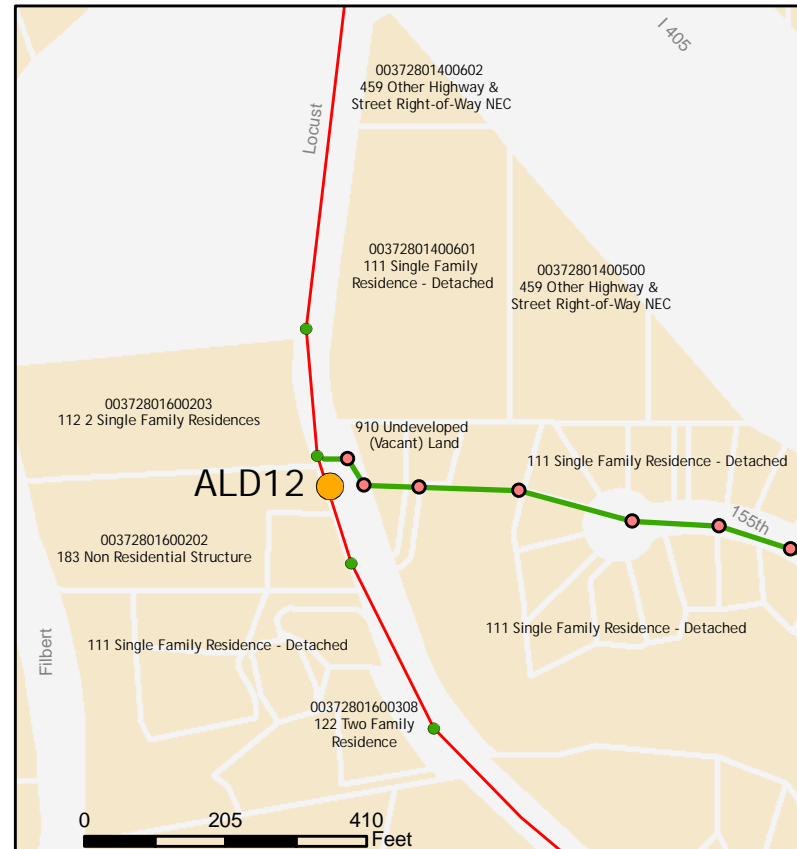 I 405
00372801400602
459 Other Highway &
Street Right-of-Way NEC
Locust
00372801400601
111 Single Family
Residence - Detached
00372801400500
459 Other Highway &
Street Right-of-Way NEC
00372801600203
112 2 Single Family Residences
910 Undeveloped
(Vacant) Land
111 Single Family Residence - Detached
ALD12
155th
00372801600202
183 Non Residential Structure
Filbert
111 Single Family Residence - Detached
111 Single Family Residence - Detached
00372801600308
122 Two Family
Residence
0 205 410
Feet